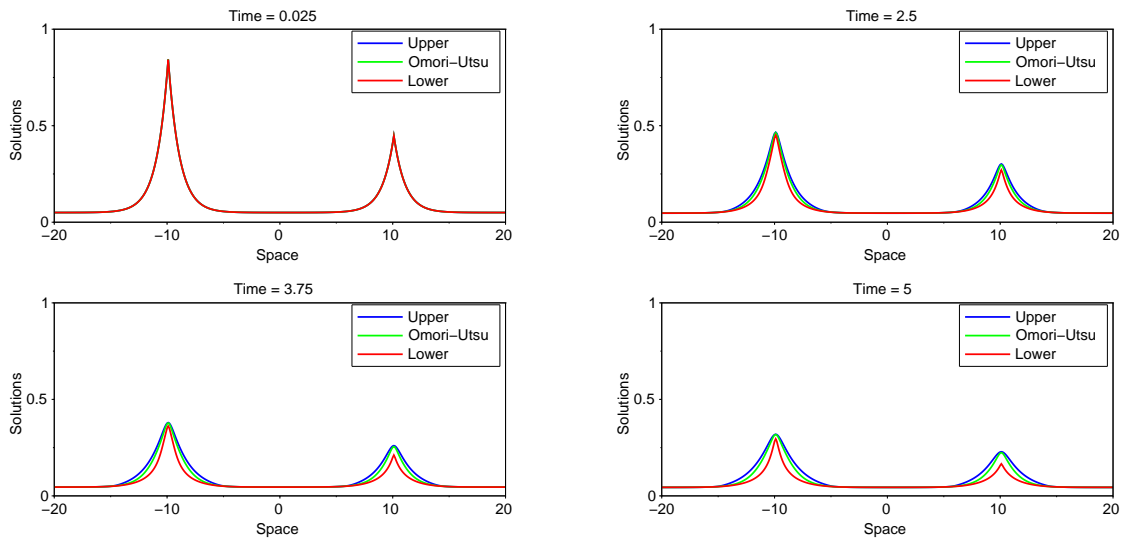 Time = 0.025
1
0.5
0
Solutions
−20
−10
0
10
20
Space
Upper
Omori−Utsu
Lower
Time = 2.5
1
0.5
0
Solutions
−20
−10
0
10
20
Space
Upper
Omori−Utsu
Lower
Time = 3.75
1
0.5
0
Solutions
−20
−10
0
10
20
Space
Upper
Omori−Utsu
Lower
Time = 5
1
0.5
0
Solutions
−20
−10
0
10
20
Space
Upper
Omori−Utsu
Lower